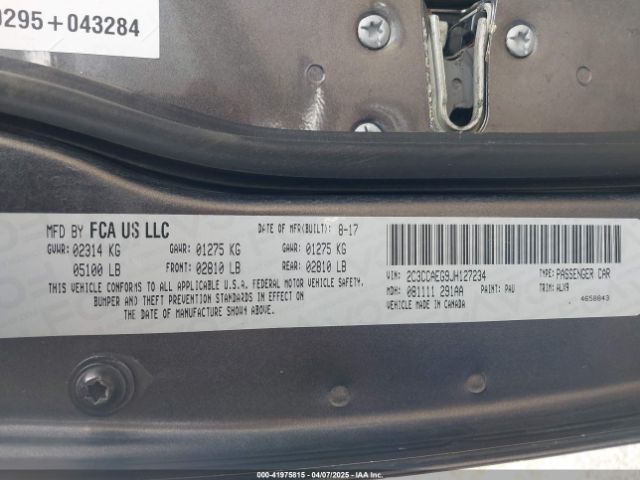 0295+043284
MFD BY FCA US LLC
DATE OF MFR(BUILT): 8-17
GVWR: 02314 KG GAWR: 01275 KG GAWR: 01275 KG
05100 LB FRONT: 02810 LB REAR: 02810 LB
THIS VEHICLE CONFORMS TO ALL APPLICABLE U.S.A. FEDERAL MOTOR VEHICLE SAFETY,
BUMPER AND THEFT PREVENTION STANDARDS IN EFFECT ON THE
DATE OF MANUFACTURE SHOWN ABOVE.
VIN: 2C3CCAEG9JH127234 TYPE: PASSENGER CAR
MDH: 081111 291AA PAINT: PAU TRIM: ALX9
VEHICLE MADE IN CANADA 4658643
000-41975815 - 04/07/2025 - IAAI.CA